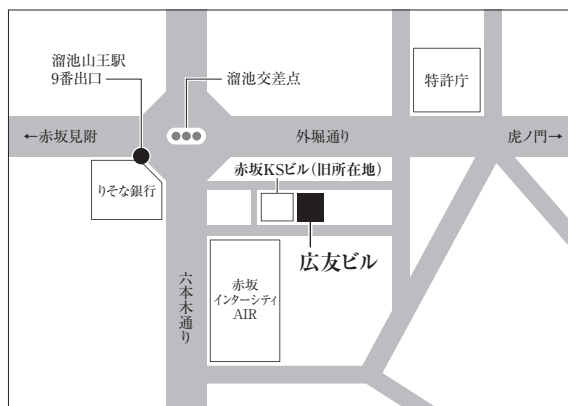 溜池山王駅
9番出口
溜池交差点
特許庁
←赤坂見附
外堀通り
虎ノ門→
赤坂KSビル（旧所在地）
りそな銀行
広友ビル
六本木通り
赤坂
インターシティ
AIR